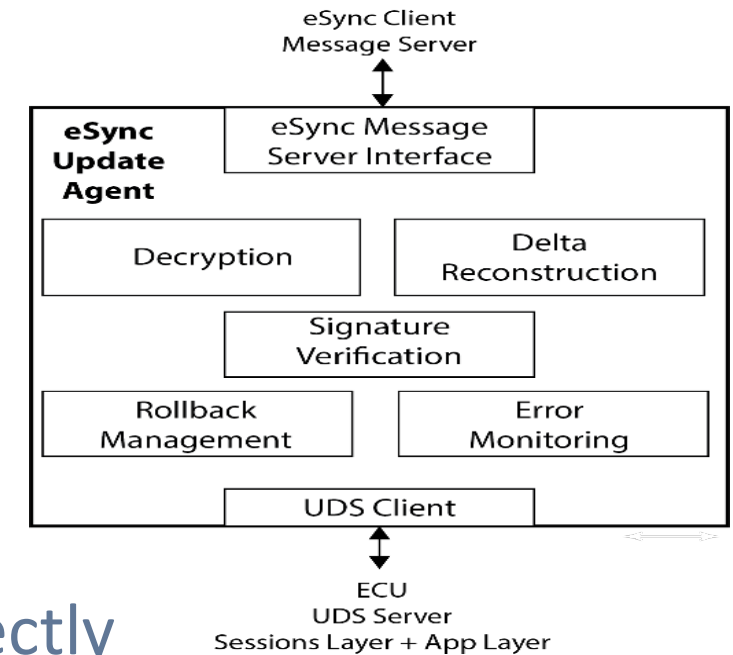 eSync Client
Message Server
eSync
Update
Agent
eSync Message
Server Interface
Decryption
Delta
Reconstruction
Signature
Verification
Rollback
Management
Error
Monitoring
UDS Client
ECU
UDS Server
Sessions Layer + App Layer
ectly